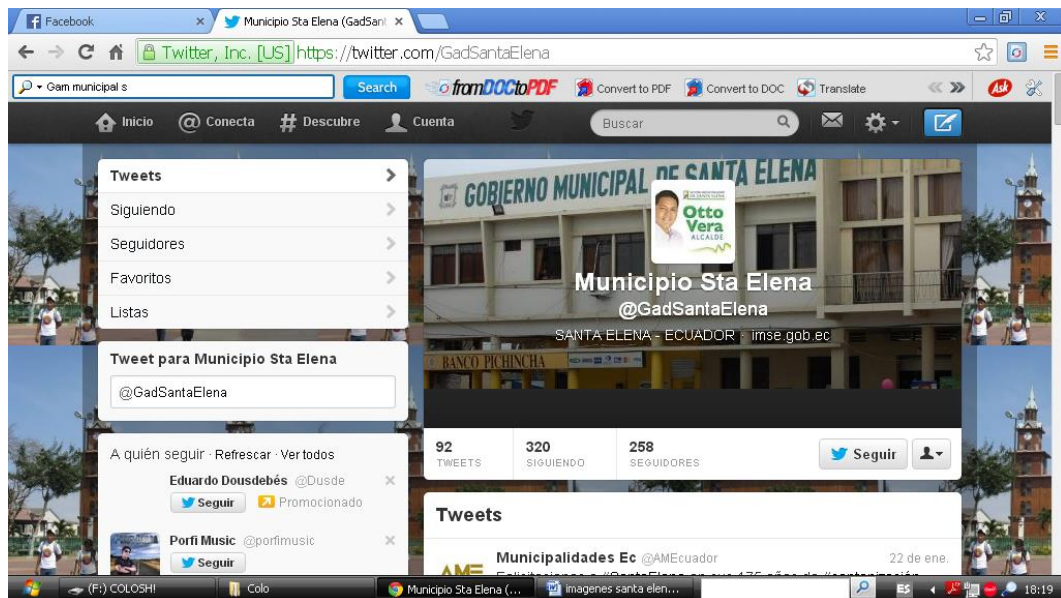 Facebook
Municipio Sta Elena (GadSant
Twitter, Inc. [US] https://twitter.com/GadSantaElena
Gam municipal s
Search
fromDOCtoPDF
Convert to PDF
Convert to DOC
Translate
Ask
Inicio
Conecta
Descubre
Cuenta
Buscar
Tweets
Siguiendo
Seguidores
Favoritos
Listas
Tweet para Municipio Sta Elena
@GadSantaElena
A quién seguir · Refrescar · Ver todos
Eduardo Dousdebés @Dusde
Seguir Promocionado
Porfi Music @porfimusic
Seguir
GOBIERNO MUNICIPAL DE SANTA ELENA
Otto
Vera
ALCALDE
Municipio Sta Elena
@GadSantaElena
SANTA ELENA - ECUADOR · imse.gob.ec
BANCO PICHINCHA
92 320 258
TWEETS SIGUIENDO SEGUIDORES
Seguir
Tweets
AME
Municipalidades Ec @AMEcuador 22 de ene.
(F:) COLOSH!
Colo
Municipio Sta Elena (...
imagenes santa elen...
ES
18:19